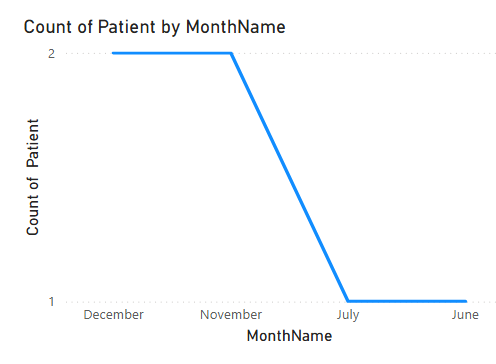 Count of Patient by MonthName
2
Count of Patient
1
December November July June
MonthName